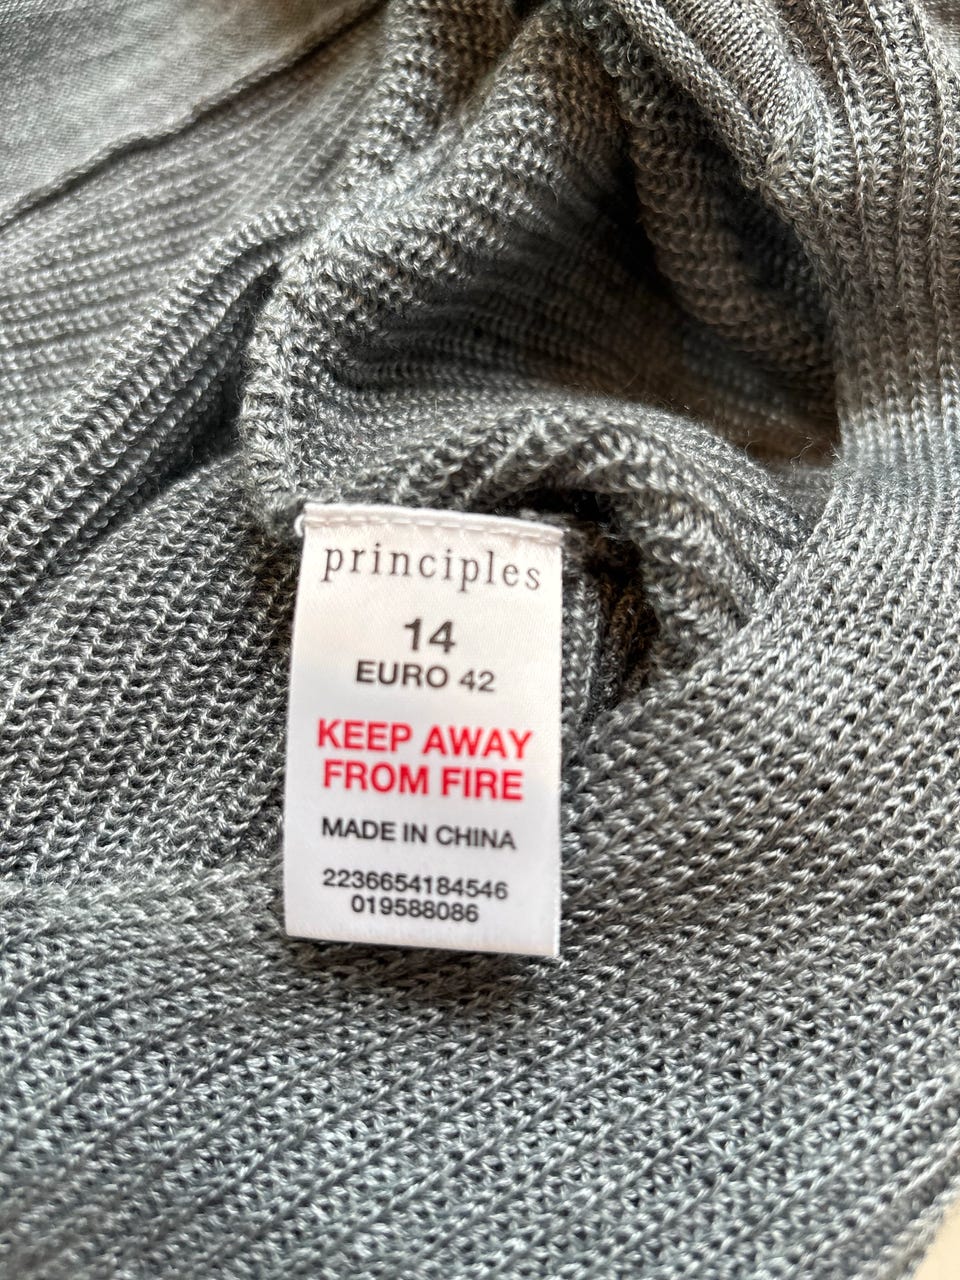 principles
14
EURO 42
KEEP AWAY
FROM FIRE
MADE IN CHINA
2236654184546
019588086